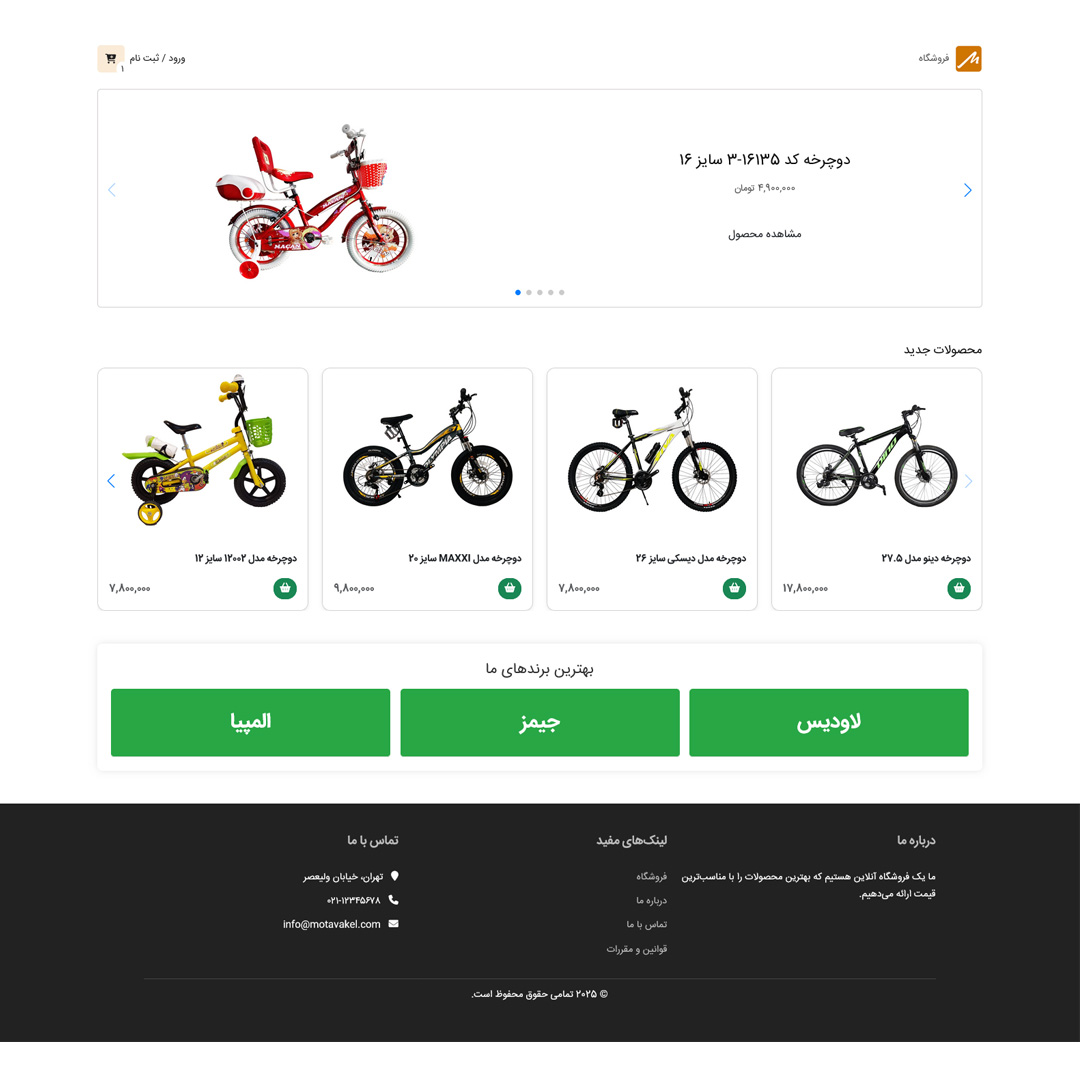 فروشگاه
ورود / ثبت نام
۱
دوچرخه کد ۱۶۱۳۵-۳ سایز ۱۶
۴,۹۰۰,۰۰۰ تومان
مشاهده محصول
MACAN
محصولات جدید
دوچرخه دینو مدل ۲۷.۵
۱۷,۸۰۰,۰۰۰
دوچرخه مدل دیسکی سایز ۲۶
۷,۸۰۰,۰۰۰
دوچرخه مدل MAXXI سایز ۲۰
۹,۸۰۰,۰۰۰
دوچرخه مدل ۱۲۰۰۲ سایز ۱۲
۷,۸۰۰,۰۰۰
بهترین برندهای ما
لاودیس
جیمز
المپیا
درباره ما
ما یک فروشگاه آنلاین هستیم که بهترین محصولات را با مناسب‌ترین
قیمت ارائه می‌دهیم.
لینک‌های مفید
فروشگاه
درباره ما
تماس با ما
قوانین و مقررات
تماس با ما
تهران، خیابان ولیعصر
۰۲۱-۱۲۳۴۵۶۷۸
info@motavakel.com
© ۲۰۲۵ تمامی حقوق محفوظ است.